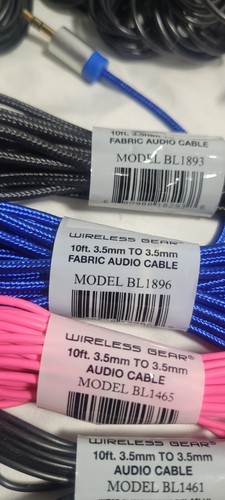 10ft. 3.5mm TO 3.5mm
FABRIC AUDIO CABLE
MODEL BL1893
WIRELESS GEAR®
10ft. 3.5mm TO 3.5mm
FABRIC AUDIO CABLE
MODEL BL1896
WIRELESS GEAR®
10ft. 3.5mm TO 3.5mm
AUDIO CABLE
MODEL BL1465
WIRELESS GEAR®
10ft. 3.5mm TO 3.5mm
AUDIO CABLE
MODEL BL1461